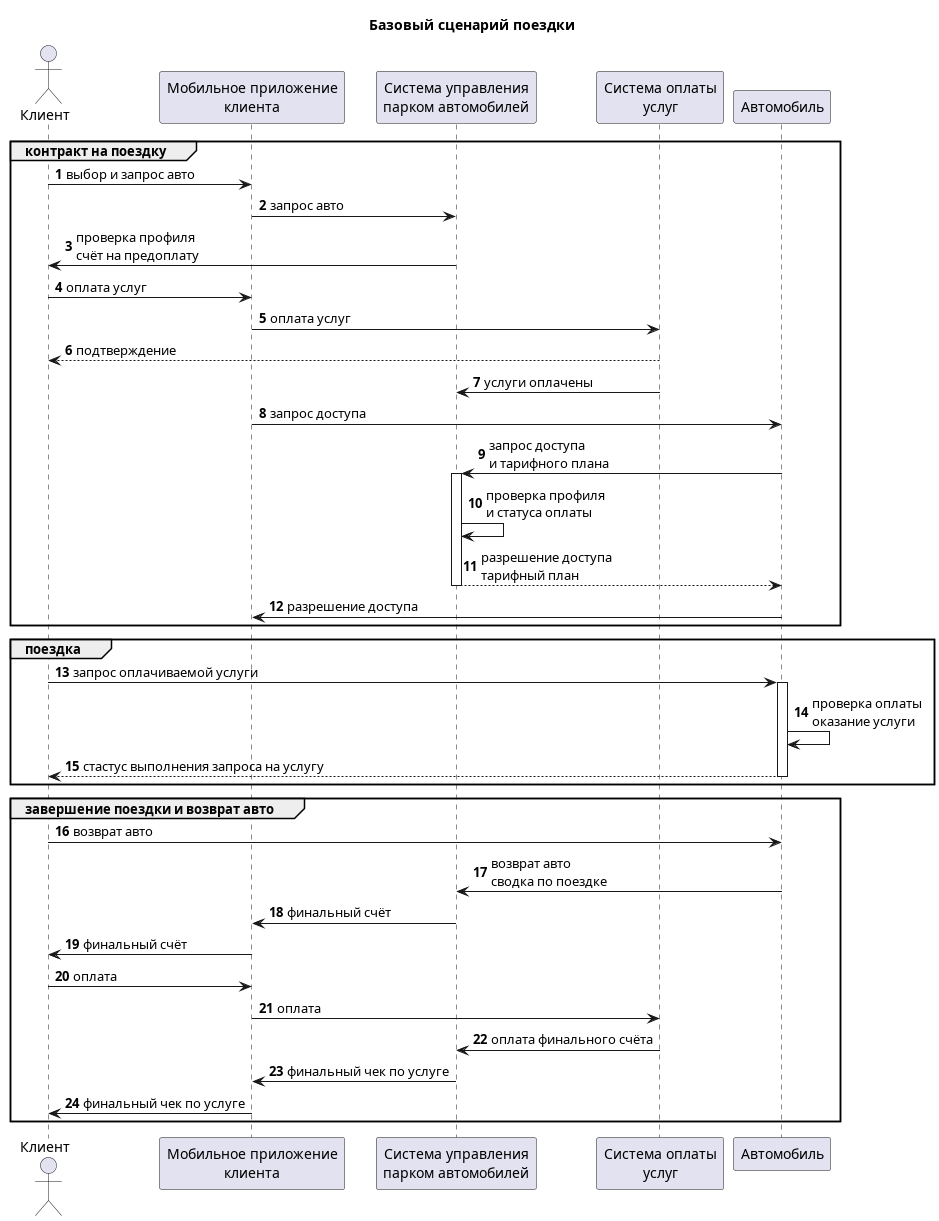 Базовый сценарий поездки
Клиент
Мобильное приложение
клиента
Система управления
парком автомобилей
Система оплаты
услуг
Автомобиль
контракт на поездку
1 выбор и запрос авто
2 запрос авто
3 проверка профиля
счёт на предоплату
4 оплата услуг
5 оплата услуг
6 подтверждение
7 услуги оплачены
8 запрос доступа
9 запрос доступа
и тарифного плана
10 проверка профиля
и статуса оплаты
11 разрешение доступа
тарифный план
12 разрешение доступа
поездка
13 запрос оплачиваемой услуги
14 проверка оплаты
оказание услуги
15 стастус выполнения запроса на услугу
завершение поездки и возврат авто
16 возврат авто
17 возврат авто
сводка по поездке
18 финальный счёт
19 финальный счёт
20 оплата
21 оплата
22 оплата финального счёта
23 финальный чек по услуге
24 финальный чек по услуге
Клиент
Мобильное приложение
клиента
Система управления
парком автомобилей
Система оплаты
услуг
Автомобиль